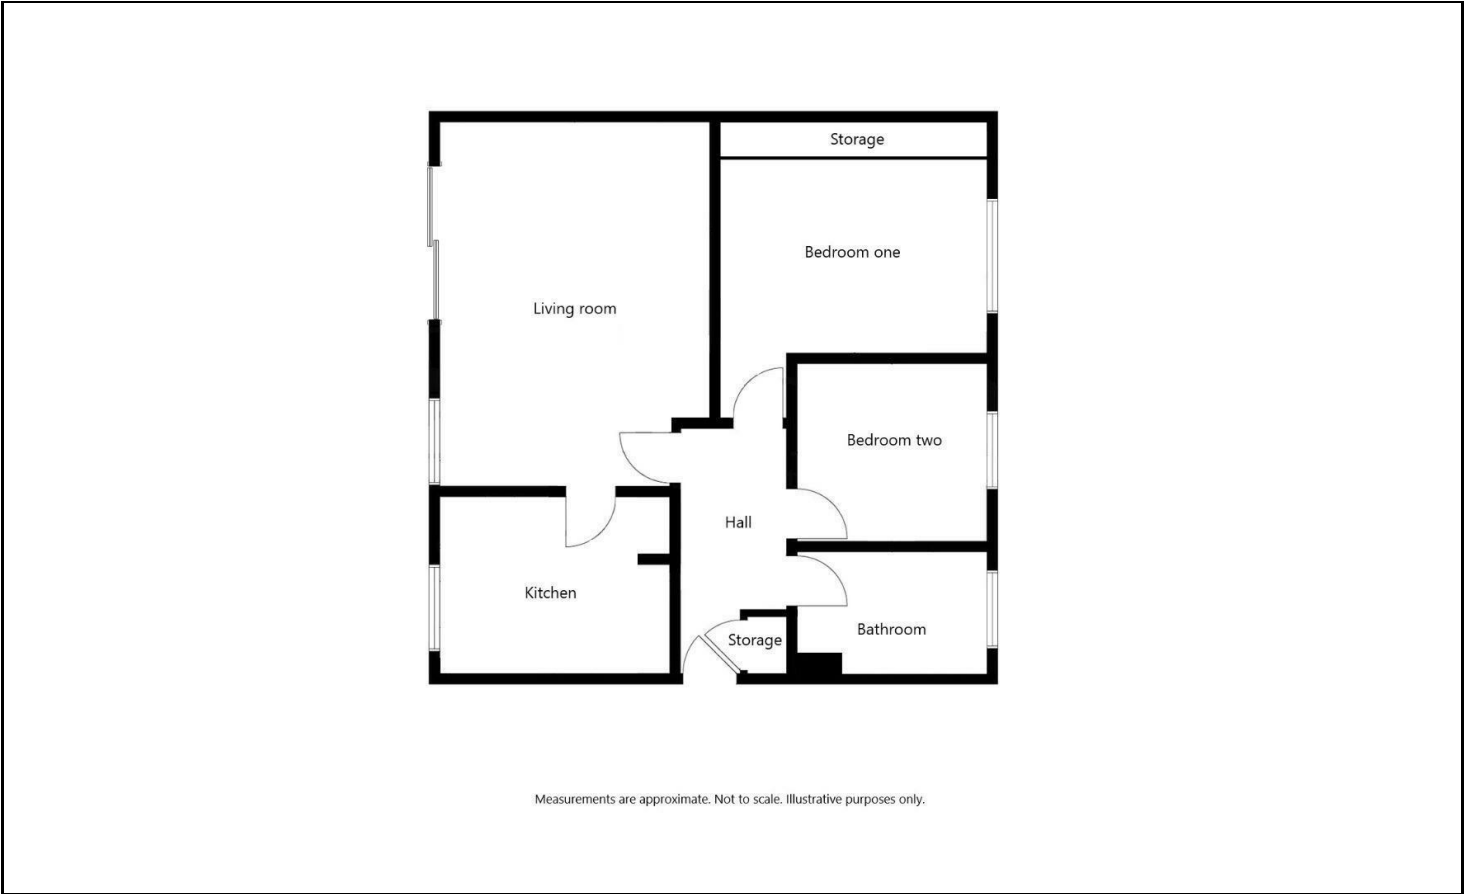 Storage
Bedroom one
Living room
Bedroom two
Hall
Kitchen
Bathroom
Storage
Measurements are approximate. Not to scale. Illustrative purposes only.